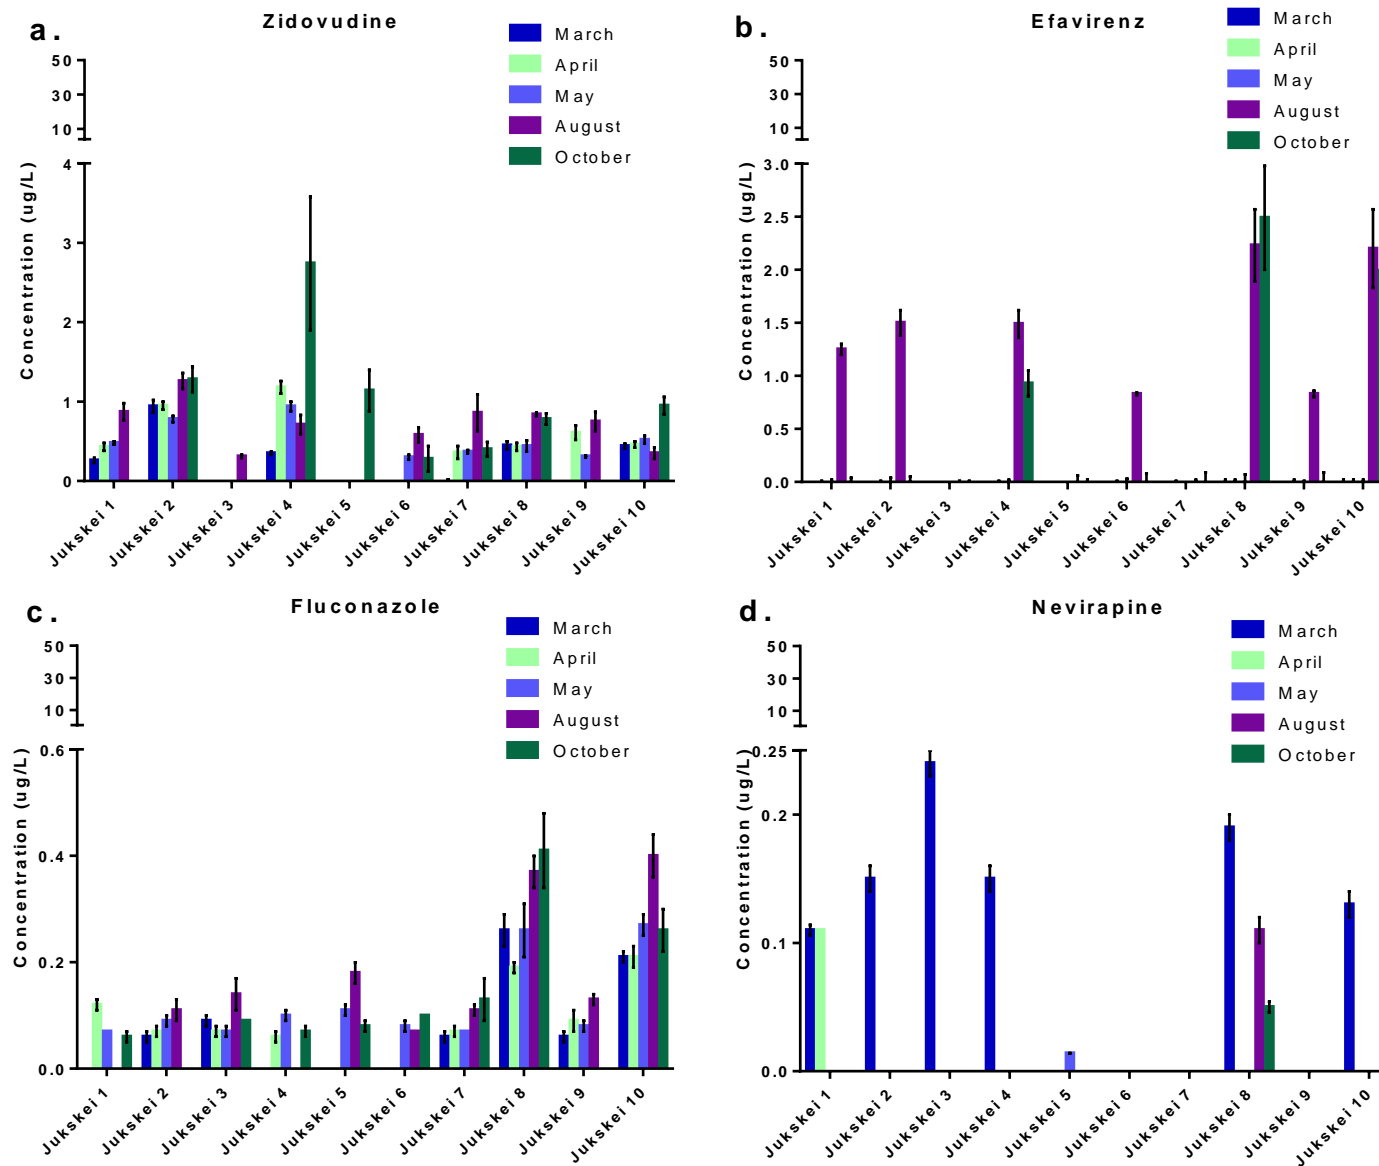 a.
Zidovudine
March
April
May
August
October
50
30
10
4
3
2
1
0
Concentration (ug/L)
Jukskei 1
Jukskei 2
Jukskei 3
Jukskei 4
Jukskei 5
Jukskei 6
Jukskei 7
Jukskei 8
Jukskei 9
Jukskei 10
b.
Efavirenz
March
April
May
August
October
50
30
10
3.0
2.5
2.0
1.5
1.0
0.5
0.0
Concentration (ug/L)
Jukskei 1
Jukskei 2
Jukskei 3
Jukskei 4
Jukskei 5
Jukskei 6
Jukskei 7
Jukskei 8
Jukskei 9
Jukskei 10
c.
Fluconazole
March
April
May
August
October
50
30
10
0.6
0.4
0.2
0.0
Concentration (ug/L)
Jukskei 1
Jukskei 2
Jukskei 3
Jukskei 4
Jukskei 5
Jukskei 6
Jukskei 7
Jukskei 8
Jukskei 9
Jukskei 10
d.
Nevirapine
March
April
May
August
October
50
30
10
0.25
0.2
0.1
0.0
Concentration (ug/L)
Jukskei 1
Jukskei 2
Jukskei 3
Jukskei 4
Jukskei 5
Jukskei 6
Jukskei 7
Jukskei 8
Jukskei 9
Jukskei 10